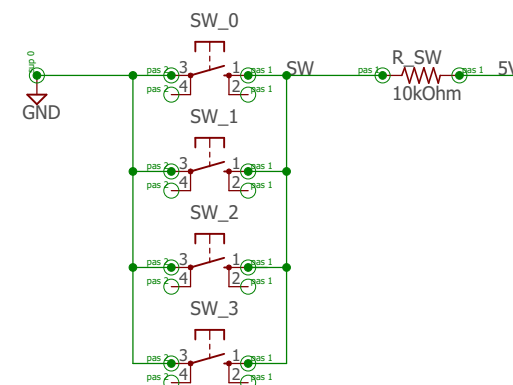 SW_0
pas 2 3 1 pas 1 SW
pas 2 4 2 pas 1
R_SW
pas 1 pas 1 5V
10kOhm
0
GND
SW_1
pas 2 3 1 pas 1
pas 2 4 2 pas 1
SW_2
pas 2 3 1 pas 1
pas 2 4 2 pas 1
SW_3
pas 2 3 1 pas 1
pas 2 4 2 pas 1